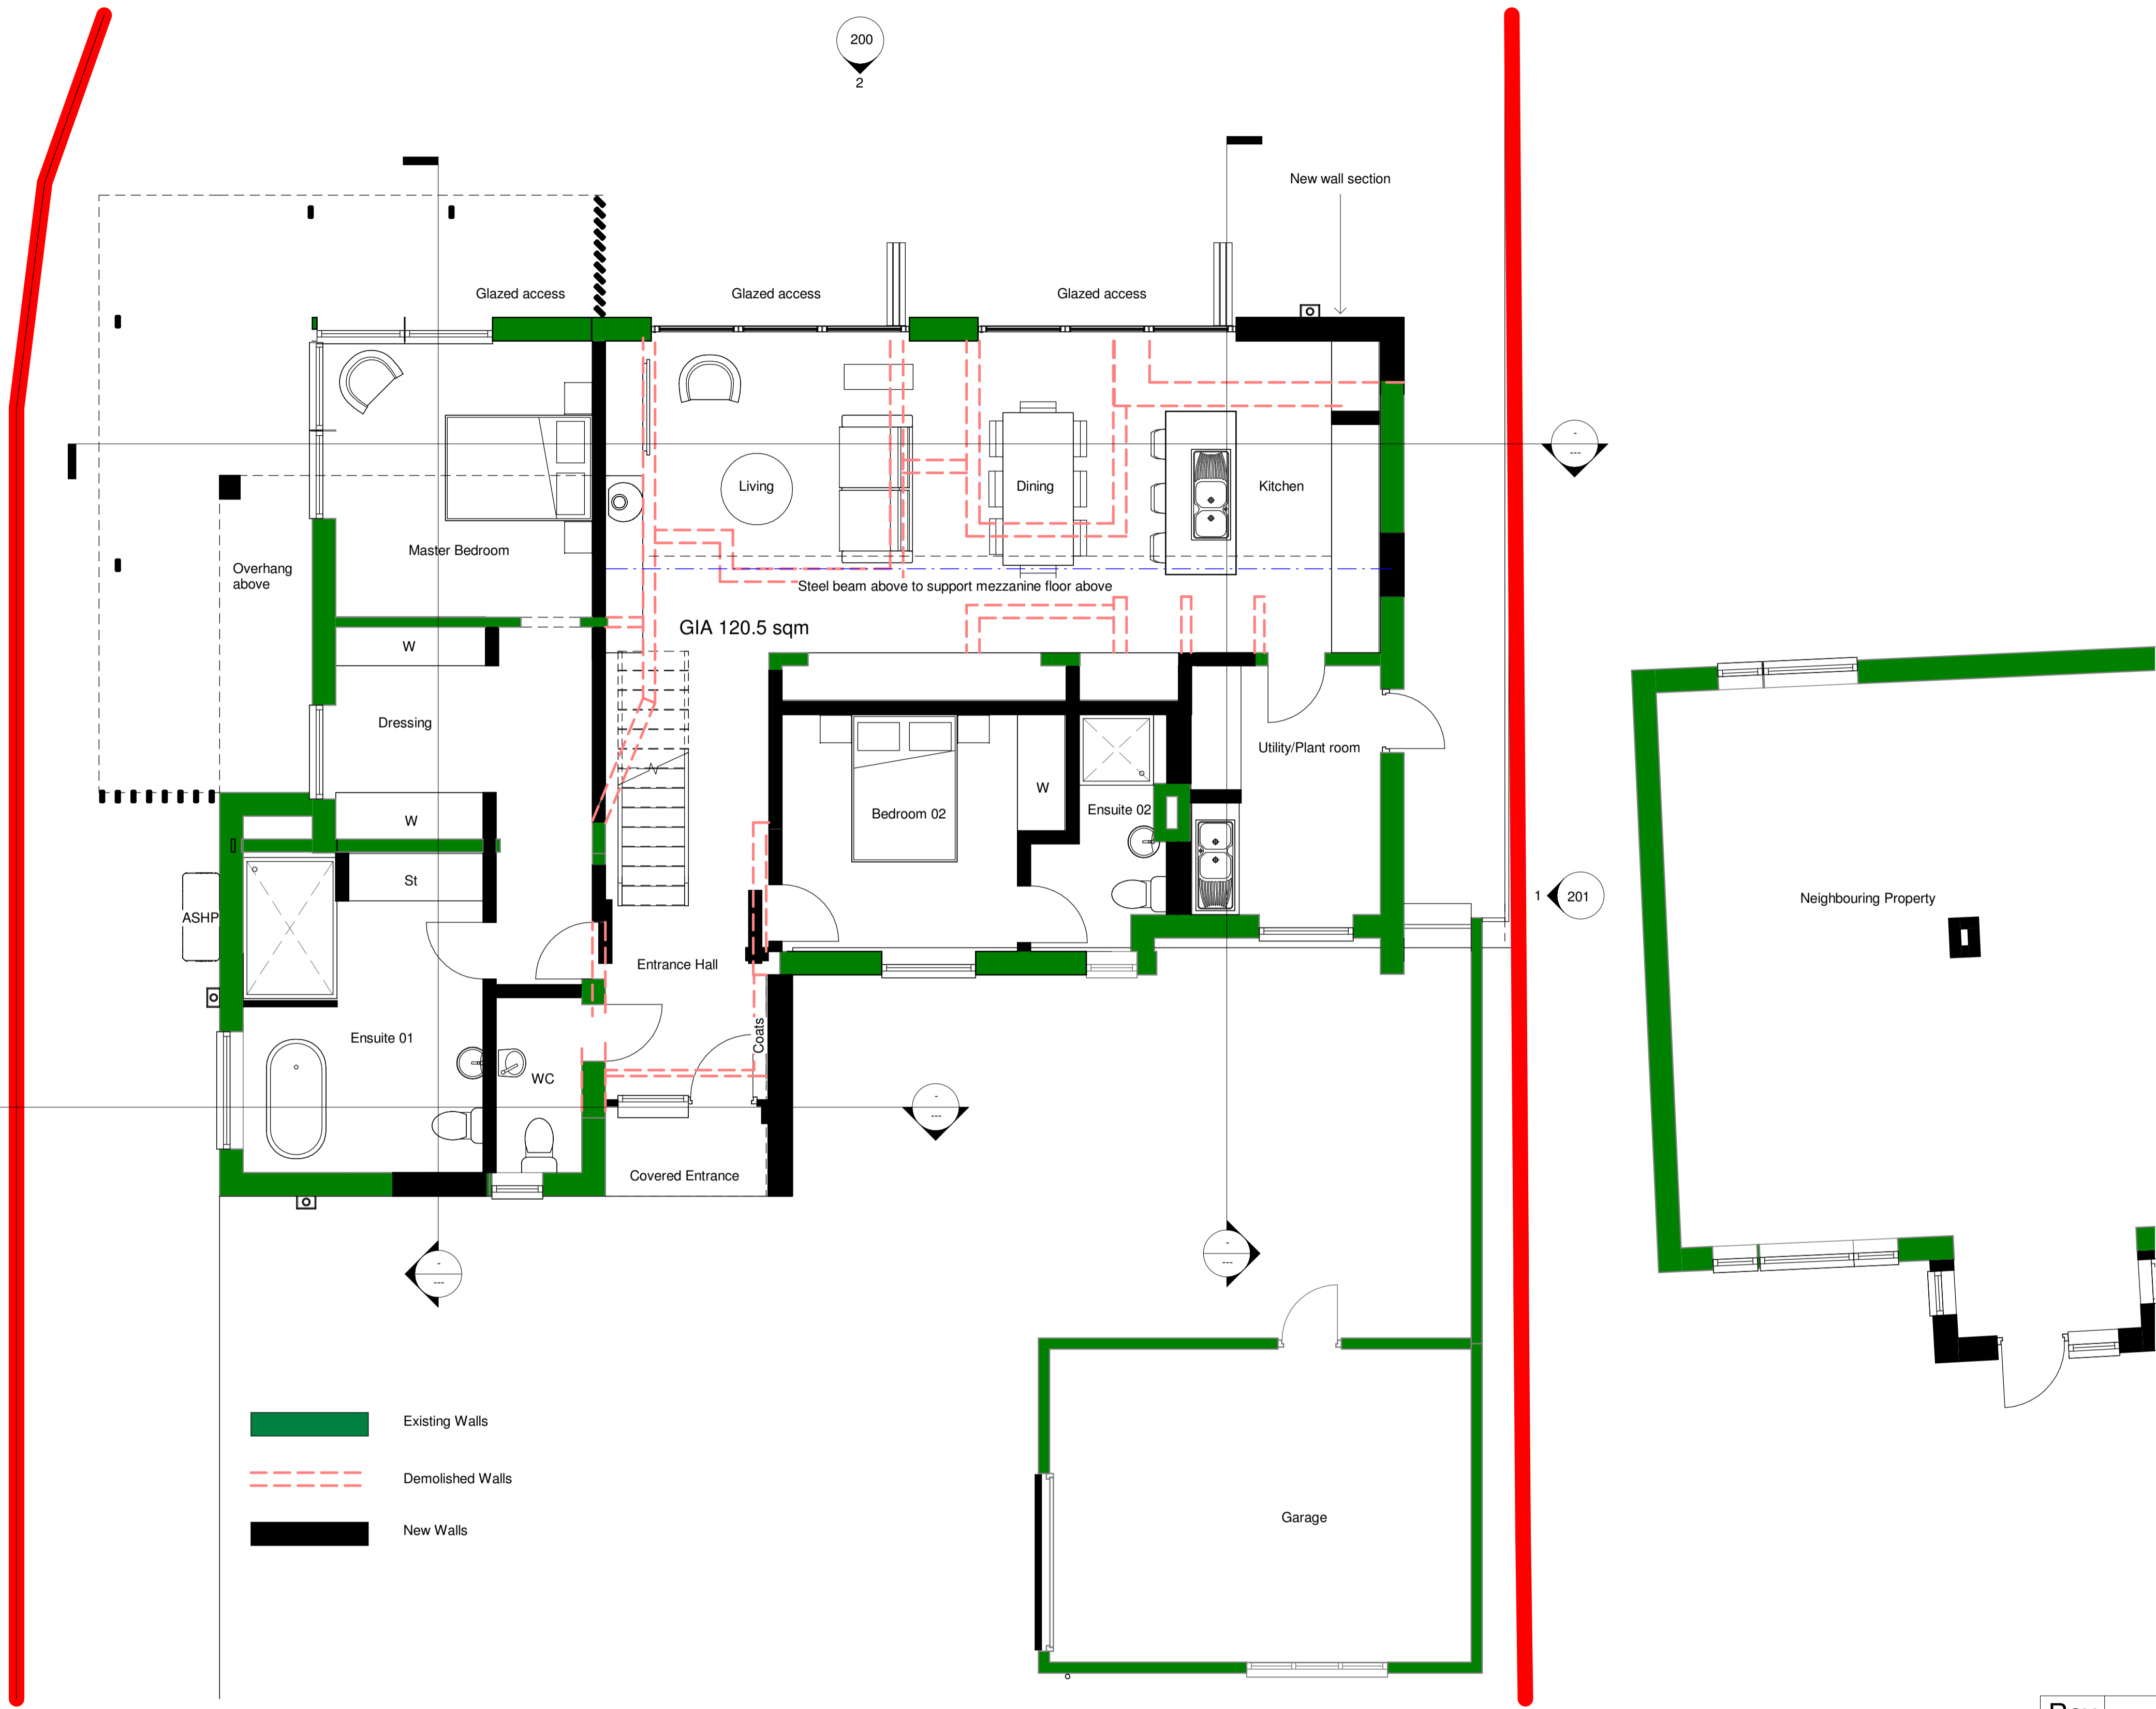 200
2
New wall section
Glazed access
Glazed access
Glazed access
-
---
Living
Dining
Kitchen
Master Bedroom
Overhang
above
Steel beam above to support mezzanine floor above
GIA 120.5 sqm
W
Dressing
Utility/Plant room
W
Bedroom 02
Ensuite 02
W
St
ASHP
1
201
Neighbouring Property
Entrance Hall
Coats
Ensuite 01
WC
-
---
Covered Entrance
-
---
-
---
Existing Walls
Demolished Walls
New Walls
Garage